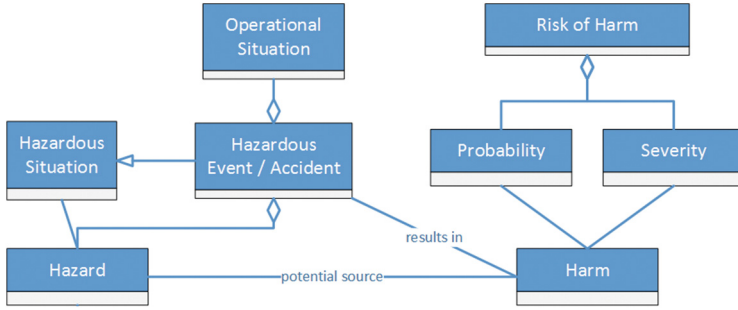 Operational
Situation
Risk of Harm
Hazardous
Situation
Hazardous
Event / Accident
Probability
Severity
results in
Hazard
potential source
Harm